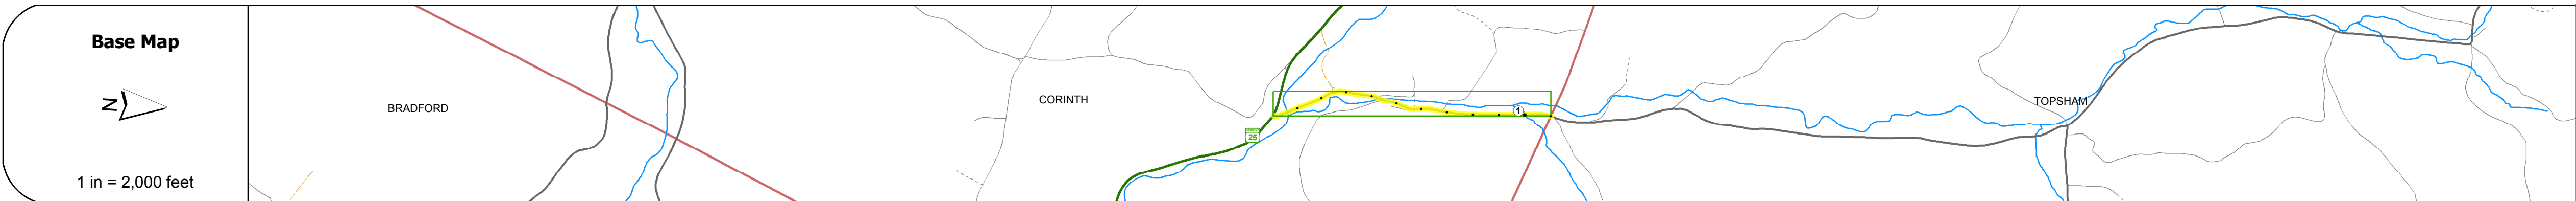 Base Map
N
1 in = 2,000 feet
BRADFORD
CORINTH
25
1
TOPSHAM